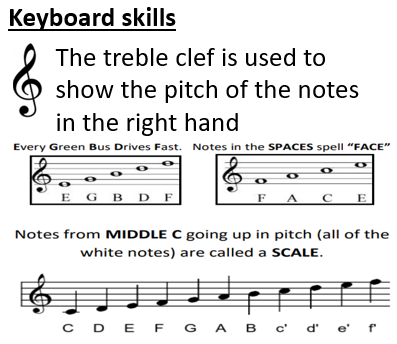 Keyboard skills
The treble clef is used to
show the pitch of the notes
in the right hand
Every Green Bus Drives Fast. Notes in the SPACES spell “FACE”
E G B D F F A C E
Notes from MIDDLE C going up in pitch (all of the
white notes) are called a SCALE.
C D E F G A B c' d' e' f'